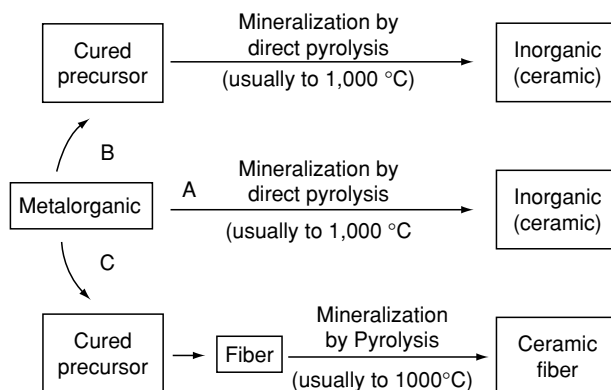 Cured
precursor
Mineralization by
direct pyrolysis
(usually to 1,000 °C)
Inorganic
(ceramic)
B
Metalorganic
A
Mineralization by
direct pyrolysis
(usually to 1,000 °C
Inorganic
(ceramic)
C
Cured
precursor
Fiber
Mineralization
by Pyrolysis
(usually to 1000°C)
Ceramic
fiber